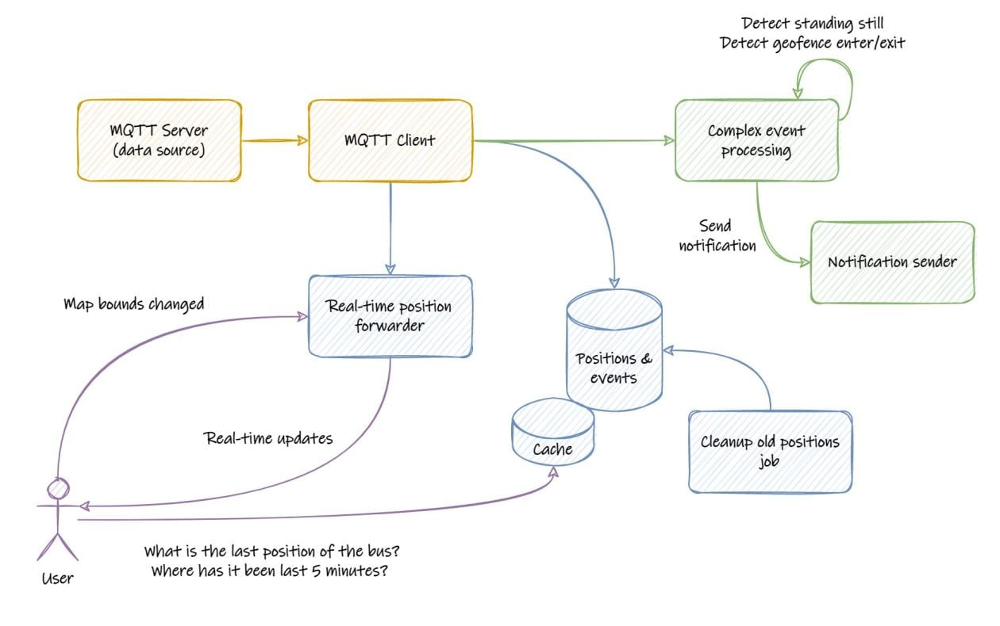 Detect standing still
Detect geofence enter/exit
MQTT Server
(data source)
MQTT Client
Complex event
processing
Send
notification
Notification sender
Map bounds changed
Real-time position
forwarder
Positions &
events
Real-time updates
Cache
Cleanup old positions
job
What is the last position of the bus?
Where has it been last 5 minutes?
User